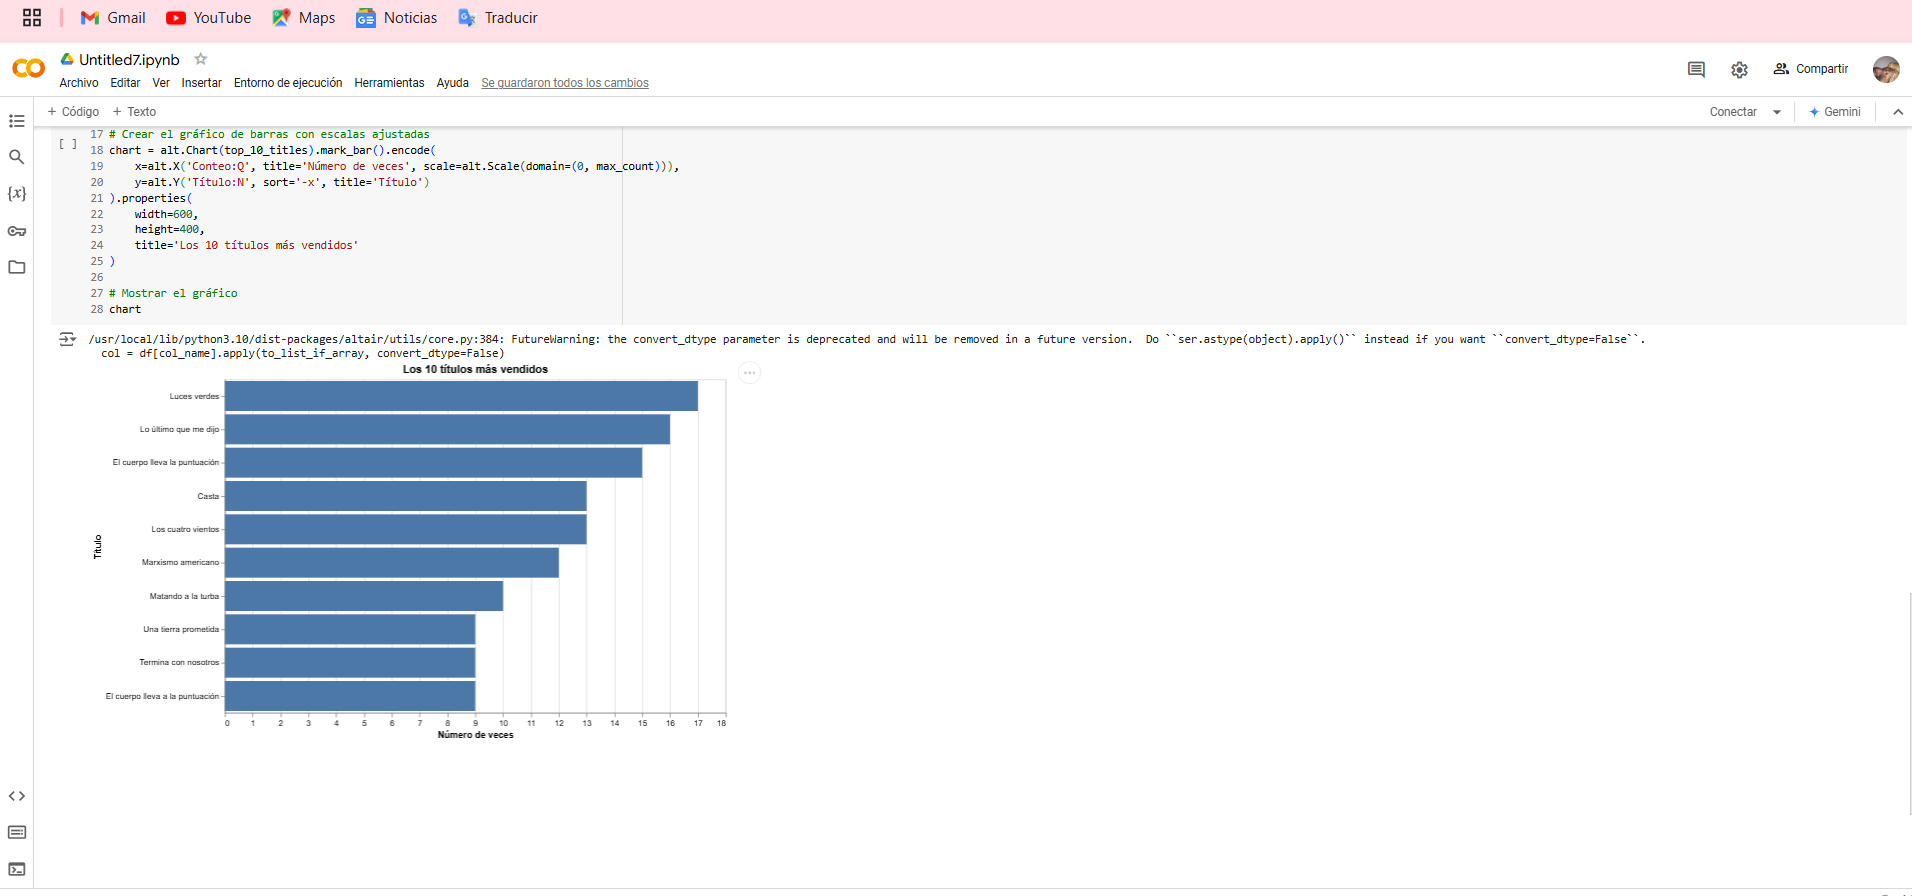 Gmail YouTube Maps Noticias Traducir
Untitled7.ipynb
Archivo Editar Ver Insertar Entorno de ejecución Herramientas Ayuda Se guardaron todos los cambios
Compartir
+ Código + Texto
Conectar Gemini
[ ]
17 # Crear el gráfico de barras con escalas ajustadas
18 chart = alt.Chart(top_10_titles).mark_bar().encode(
19     x=alt.X('Conteo:Q', title='Número de veces', scale=alt.Scale(domain=(0, max_count))),
20     y=alt.Y('Título:N', sort='-x', title='Título')
21 ).properties(
22     width=600,
23     height=400,
24     title='Los 10 títulos más vendidos'
25 )
26
27 # Mostrar el gráfico
28 chart
/usr/local/lib/python3.10/dist-packages/altair/utils/core.py:384: FutureWarning: the convert_dtype parameter is deprecated and will be removed in a future version.  Do ``ser.astype(object).apply()`` instead if you want ``convert_dtype=False``.
  col = df[col_name].apply(to_list_if_array, convert_dtype=False)
Los 10 títulos más vendidos
Luces verdes
Lo último que me dijo
El cuerpo lleva la puntuación
Casta
Los cuatro vientos
Título
Marxismo americano
Matando a la turba
Una tierra prometida
Termina con nosotros
El cuerpo lleva a la puntuación
0 1 2 3 4 5 6 7 8 9 10 11 12 13 14 15 16 17 18
Número de veces